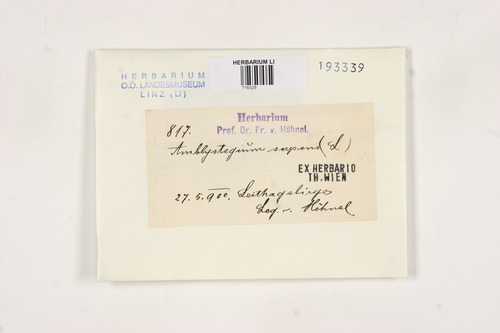 HERBARIUM
O.Ö. LANDESMUSEUM
LINZ (LI)
HERBARIUM LI
193339
Herbarium
Prof. Dr. Fr. v. Höhnel.
817.
Amblystegium serpens (L)
EX HERBARIO
TH. WIEN
27.5.900. Leithagebirge
Leg. v. Höhnel